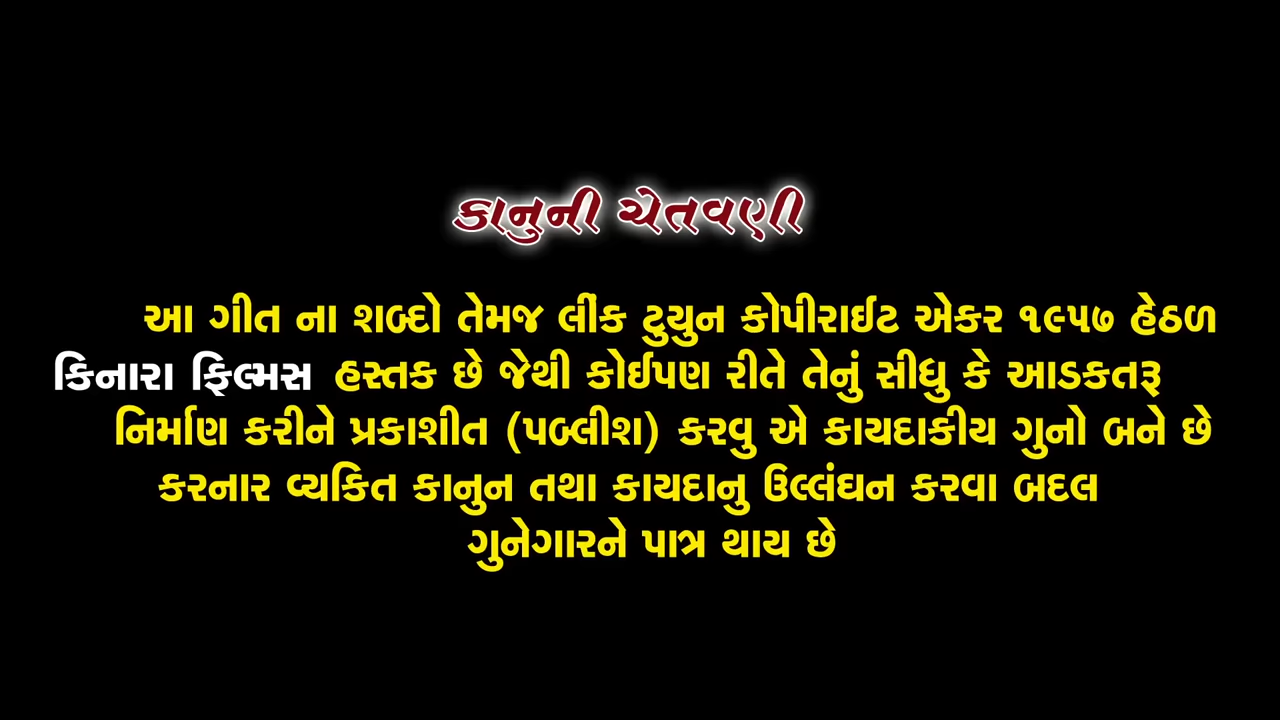 કાનુની ચેતવણી
આ ગીત ના શબ્દો તેમજ લીંક ટુયુન કોપીરાઈટ એકર ૧૯૫૭ હેઠળ
કિનારા ફિલ્મસ હસ્તક છે જેથી કોઈપણ રીતે તેનું સીધુ કે આડકતરૂ
નિર્માણ કરીને પ્રકાશીત (પબ્લીશ) કરવુ એ કાયદાકીય ગુનો બને છે
કરનાર વ્યકિત કાનુન તથા કાયદાનુ ઉલ્લંઘન કરવા બદલ
ગુનેગારને પાત્ર થાય છે